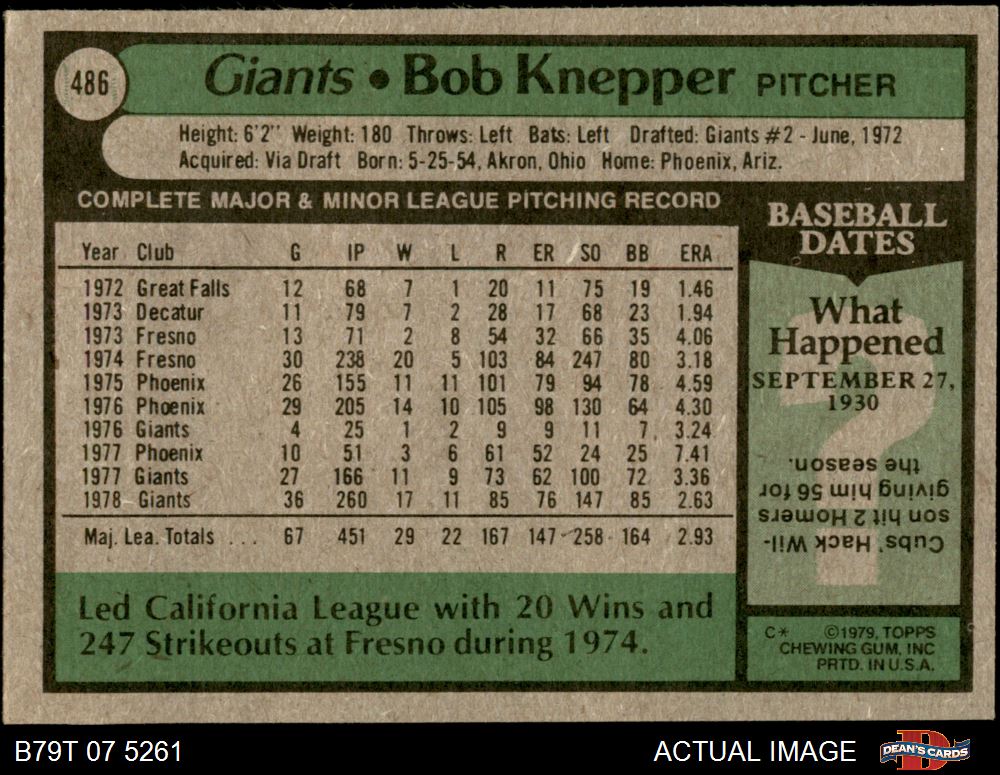 486
Giants • Bob Knepper PITCHER
Height: 6'2" Weight: 180 Throws: Left Bats: Left Drafted: Giants #2 - June, 1972
Acquired: Via Draft Born: 5-25-54, Akron, Ohio Home: Phoenix, Ariz.
COMPLETE MAJOR & MINOR LEAGUE PITCHING RECORD
Year Club G IP W L R ER SO BB ERA
1972 Great Falls 12 68 7 1 20 11 75 19 1.46
1973 Decatur 11 79 7 2 28 17 68 23 1.94
1973 Fresno 13 71 2 8 54 32 66 35 4.06
1974 Fresno 30 238 20 5 103 84 247 80 3.18
1975 Phoenix 26 155 11 11 101 79 94 78 4.59
1976 Phoenix 29 205 14 10 105 98 130 64 4.30
1976 Giants 4 25 1 2 9 9 11 7 3.24
1977 Phoenix 10 51 3 6 61 52 24 25 7.41
1977 Giants 27 166 11 9 73 62 100 72 3.36
1978 Giants 36 260 17 11 85 76 147 85 2.63
Maj. Lea. Totals ... 67 451 29 22 167 147 258 164 2.93
Led California League with 20 Wins and
247 Strikeouts at Fresno during 1974.
BASEBALL
DATES
What
Happened
SEPTEMBER 27,
1930
Cubs' Hack Wil-
son hit 2 Homers
giving him 56 for
the season.
C* ©1979, TOPPS
CHEWING GUM, INC
PRTD. IN U.S.A.
B79T 07 5261
ACTUAL IMAGE
DEAN'S CARDS